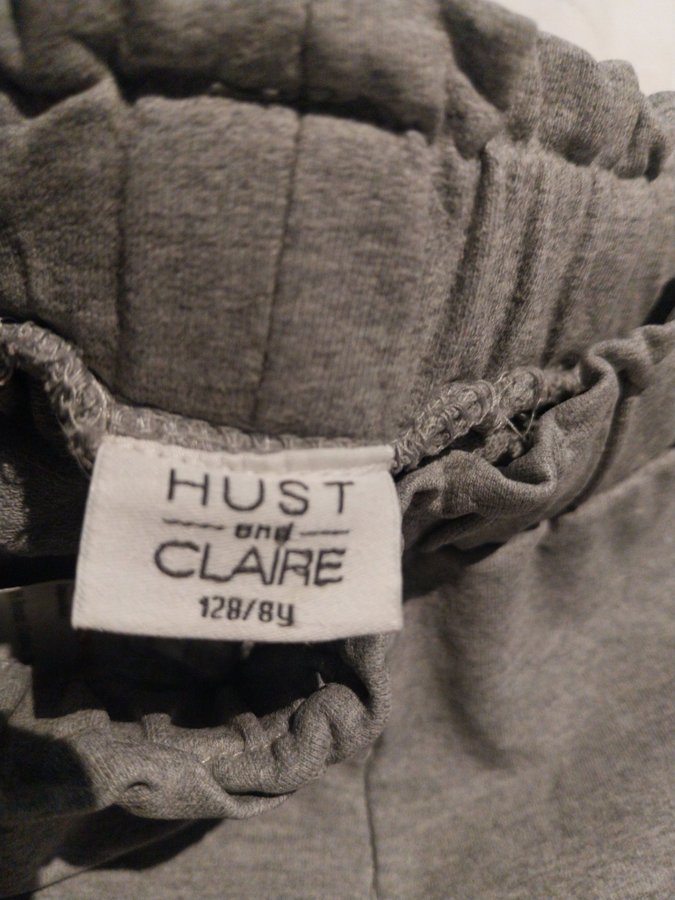 HUST
and
CLAIRE
128/8y